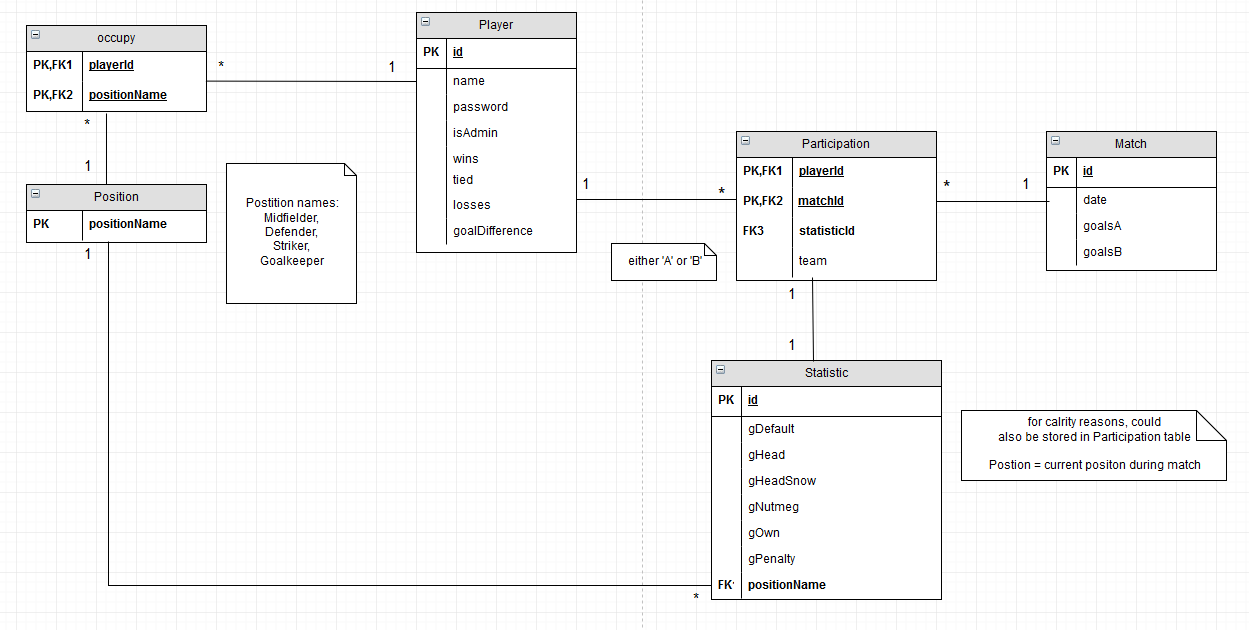 occupy
PK,FK1 playerId
PK,FK2 positionName
*
1
Player
PK id
name
password
isAdmin
wins
tied
losses
goalDifference
*
1
Position
PK positionName
1
Postition names:
Midfielder,
Defender,
Striker,
Goalkeeper
1
*
either 'A' or 'B'
Participation
PK,FK1 playerId
PK,FK2 matchId
FK3 statisticId
team
*
1
Match
PK id
date
goalsA
goalsB
1
1
Statistic
PK id
gDefault
gHead
gHeadSnow
gNutmeg
gOwn
gPenalty
FK1 positionName
*
for calrity reasons, could
also be stored in Participation table
Postion = current positon during match